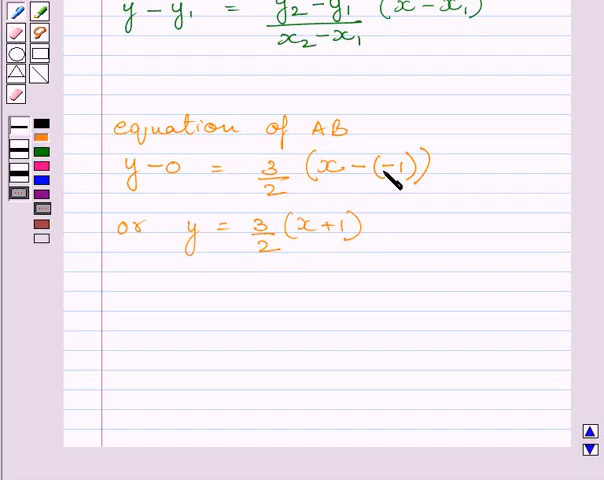 y - y₁ = y₂-y₁/x₂-x₁ (x - x₁)
equation of AB
y-0 = 3/2 (x-(-1))
or y = 3/2 (x+1)